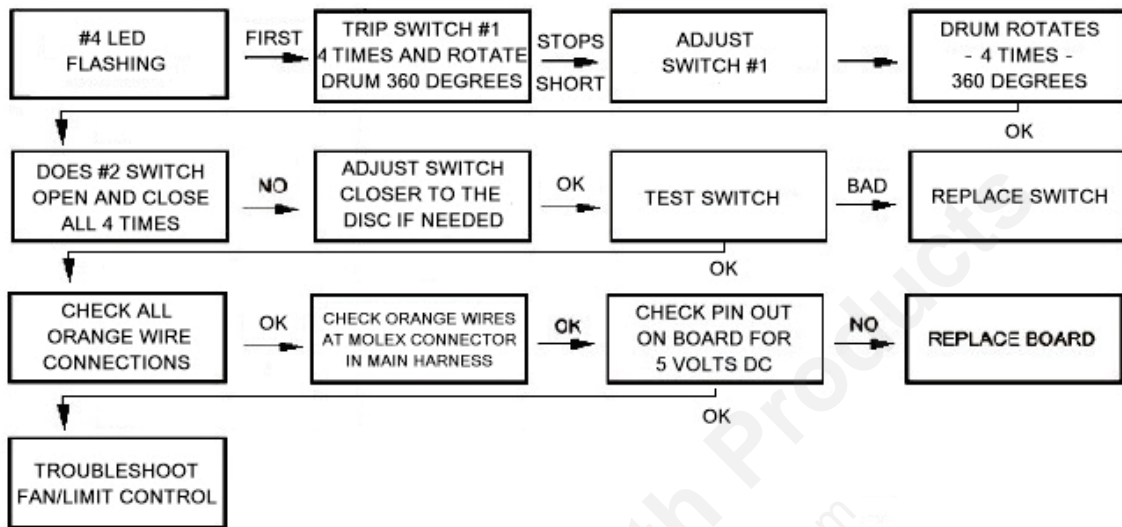 #4 LED
FLASHING
FIRST
TRIP SWITCH #1
4 TIMES AND ROTATE
DRUM 360 DEGREES
STOPS
SHORT
ADJUST
SWITCH #1
DRUM ROTATES
- 4 TIMES -
360 DEGREES
OK
DOES #2 SWITCH
OPEN AND CLOSE
ALL 4 TIMES
NO
ADJUST SWITCH
CLOSER TO THE
DISC IF NEEDED
OK
TEST SWITCH
BAD
REPLACE SWITCH
OK
CHECK ALL
ORANGE WIRE
CONNECTIONS
OK
CHECK ORANGE WIRES
AT MOLEX CONNECTOR
IN MAIN HARNESS
OK
CHECK PIN OUT
ON BOARD FOR
5 VOLTS DC
NO
REPLACE BOARD
OK
TROUBLESHOOT
FAN/LIMIT CONTROL
Products